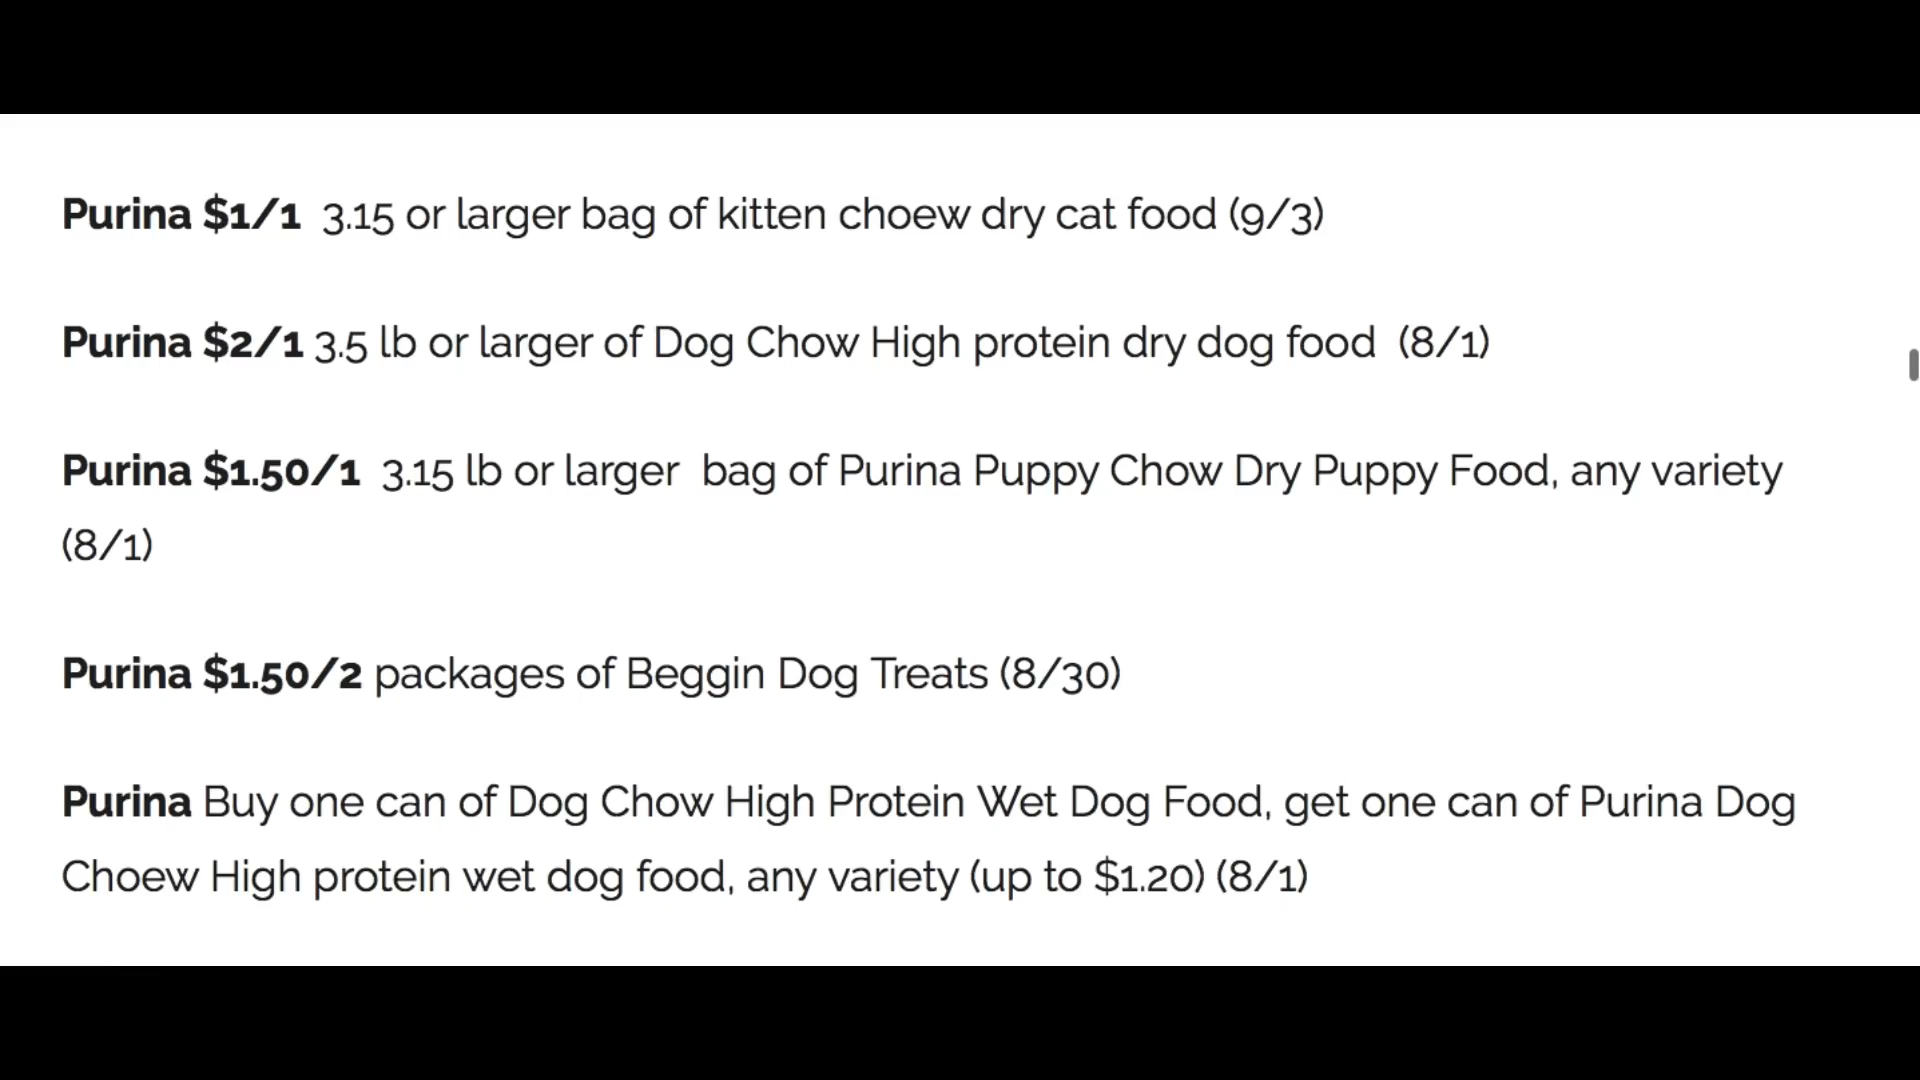 Purina $1/1 3.15 or larger bag of kitten choew dry cat food (9/3)
Purina $2/1 3.5 lb or larger of Dog Chow High protein dry dog food (8/1)
Purina $1.50/1 3.15 lb or larger bag of Purina Puppy Chow Dry Puppy Food, any variety
(8/1)
Purina $1.50/2 packages of Beggin Dog Treats (8/30)
Purina Buy one can of Dog Chow High Protein Wet Dog Food, get one can of Purina Dog
Choew High protein wet dog food, any variety (up to $1.20) (8/1)